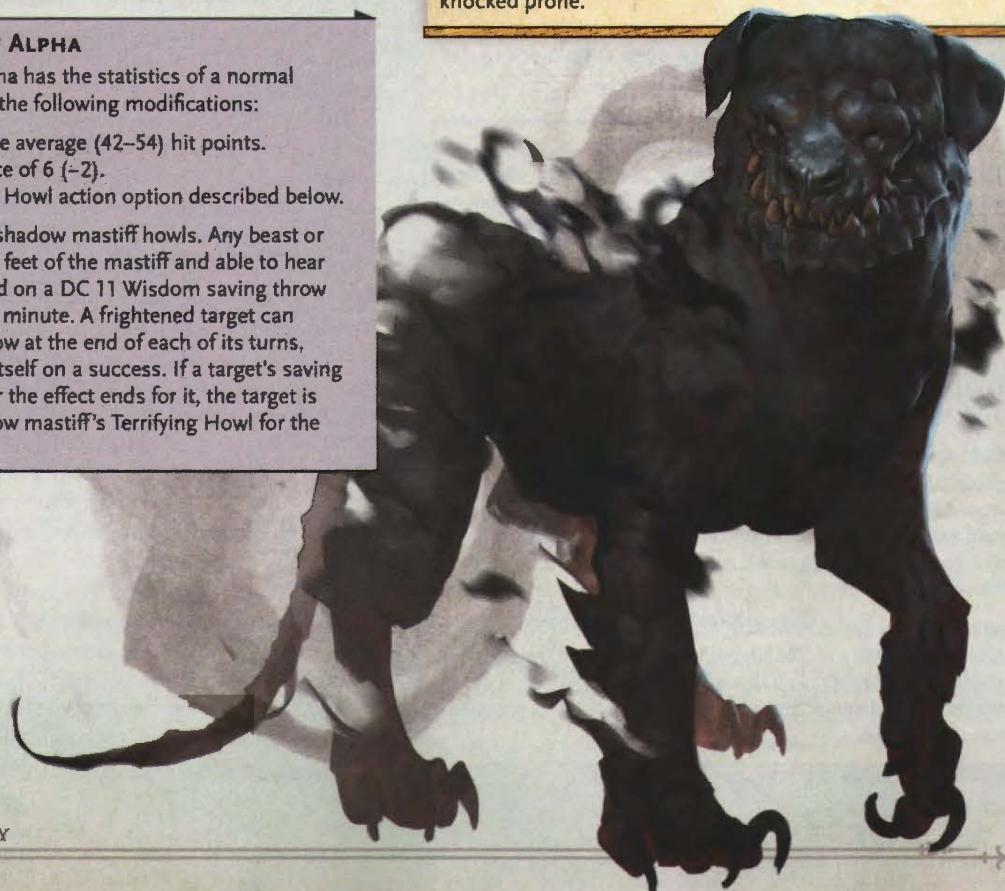 knocked prone.
ALPHA
ha has the statistics of a normal
the following modifications:
e average (42–54) hit points.
ce of 6 (−2).
Howl action option described below.
shadow mastiff howls. Any beast or
feet of the mastiff and able to hear
d on a DC 11 Wisdom saving throw
minute. A frightened target can
ow at the end of each of its turns,
tself on a success. If a target's saving
r the effect ends for it, the target is
ow mastiff's Terrifying Howl for the
X